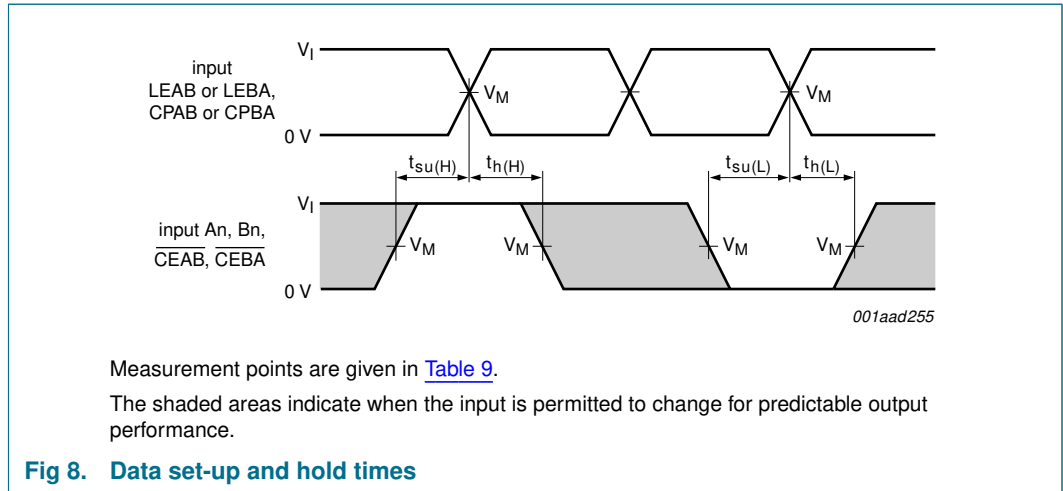 V_I
input
LEAB or LEBA,
CPAB or CPBA
V_M
V_M
0 V
t_su(H)
t_h(H)
t_su(L)
t_h(L)
V_I
input An, Bn,
CEAB, CEBA
V_M
V_M
V_M
V_M
0 V
001aad255
Measurement points are given in Table 9.
The shaded areas indicate when the input is permitted to change for predictable output
performance.
Fig 8. Data set-up and hold times